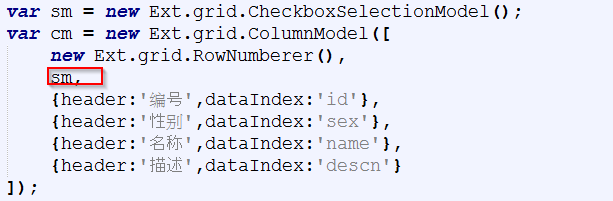 var sm = new Ext.grid.CheckboxSelectionModel();
var cm = new Ext.grid.ColumnModel([
new Ext.grid.RowNumberer(),
sm,
{header:'编号',dataIndex:'id'},
{header:'性别',dataIndex:'sex'},
{header:'名称',dataIndex:'name'},
{header:'描述',dataIndex:'descn'}
]);